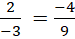 2/-3 = -4/9